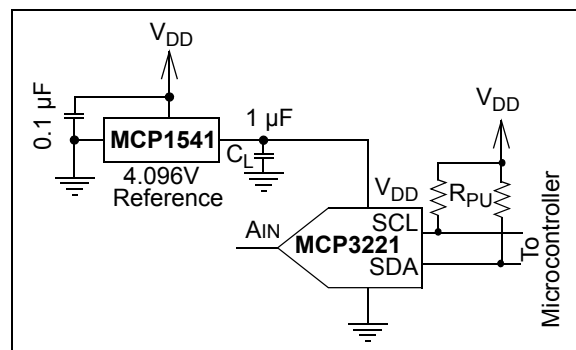 VDD
0.1 µF
MCP1541
4.096V
Reference
1 µF
CL
VDD
VDD
RPU
AIN
MCP3221
SCL
SDA
To
Microcontroller